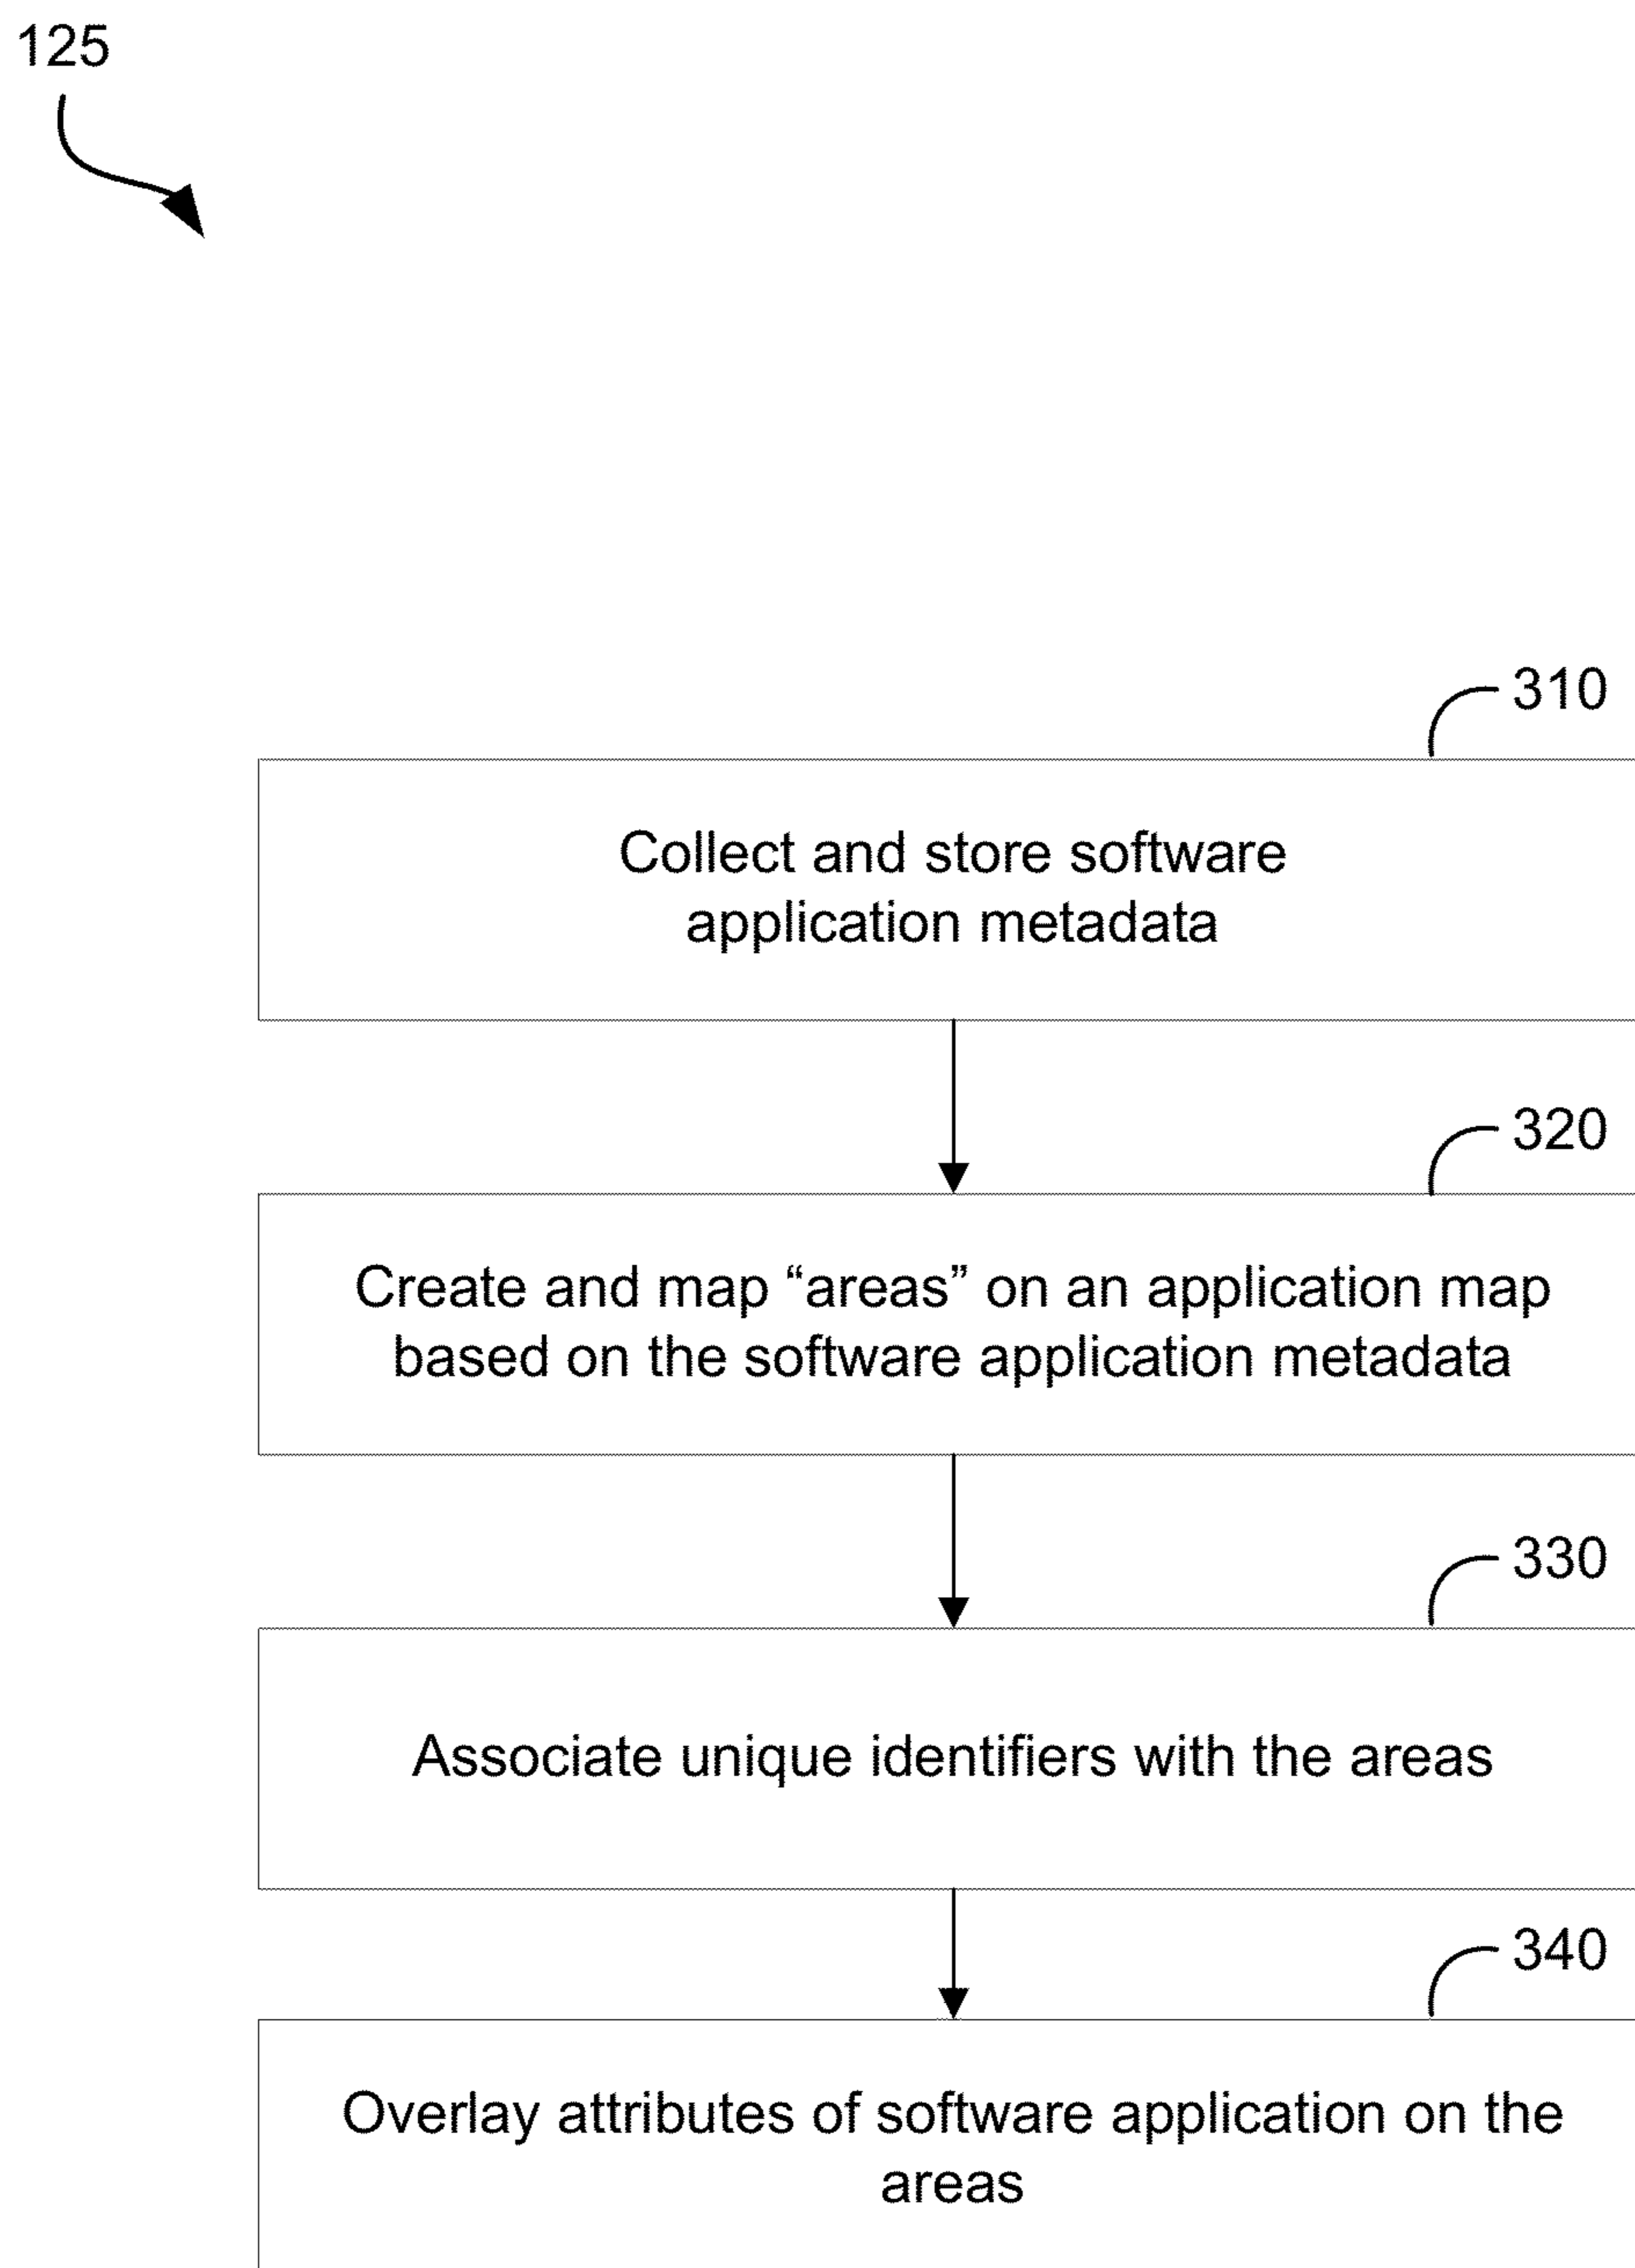 125
310
Collect and store software
application metadata
320
Create and map “areas” on an application map
based on the software application metadata
330
Associate unique identifiers with the areas
340
Overlay attributes of software application on the
areas